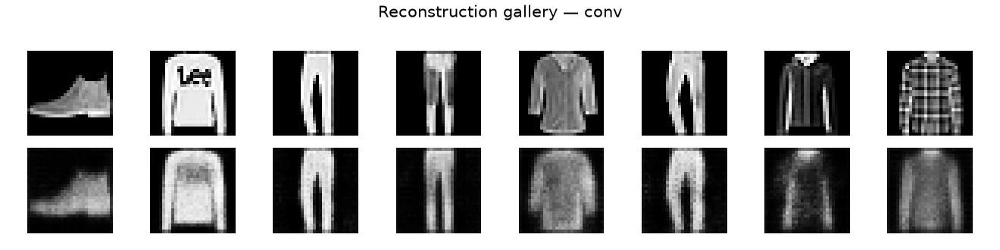 Reconstruction gallery — conv
Lee